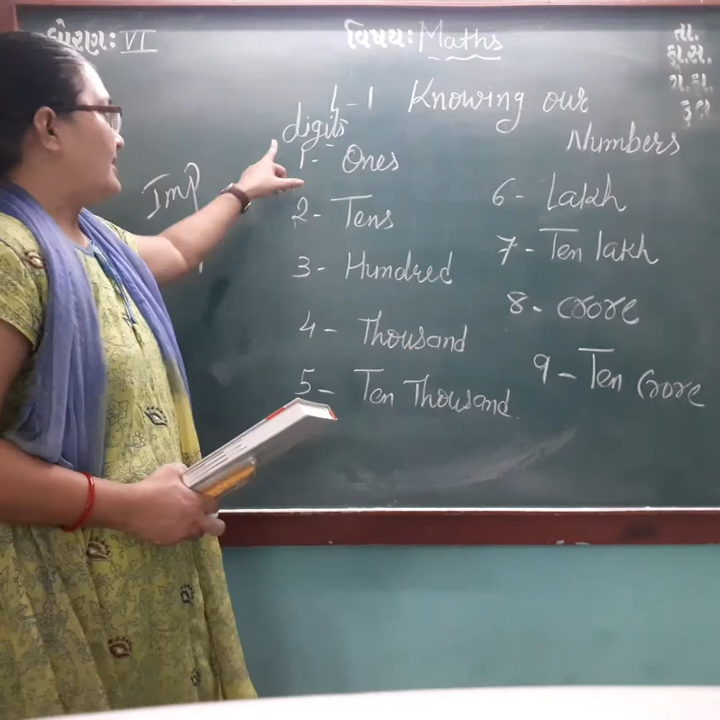 ધોરણ: VI
વિષય: Maths
તા.
હા.સ.
ગે.હા.
કુલ
L-1 Knowing our
Numbers
digits
Imp
1- Ones
2- Tens
3- Hundred
4- Thousand
5- Ten Thousand.
6- Lakh
7- Ten lakh
8- crore
9- Ten Crore